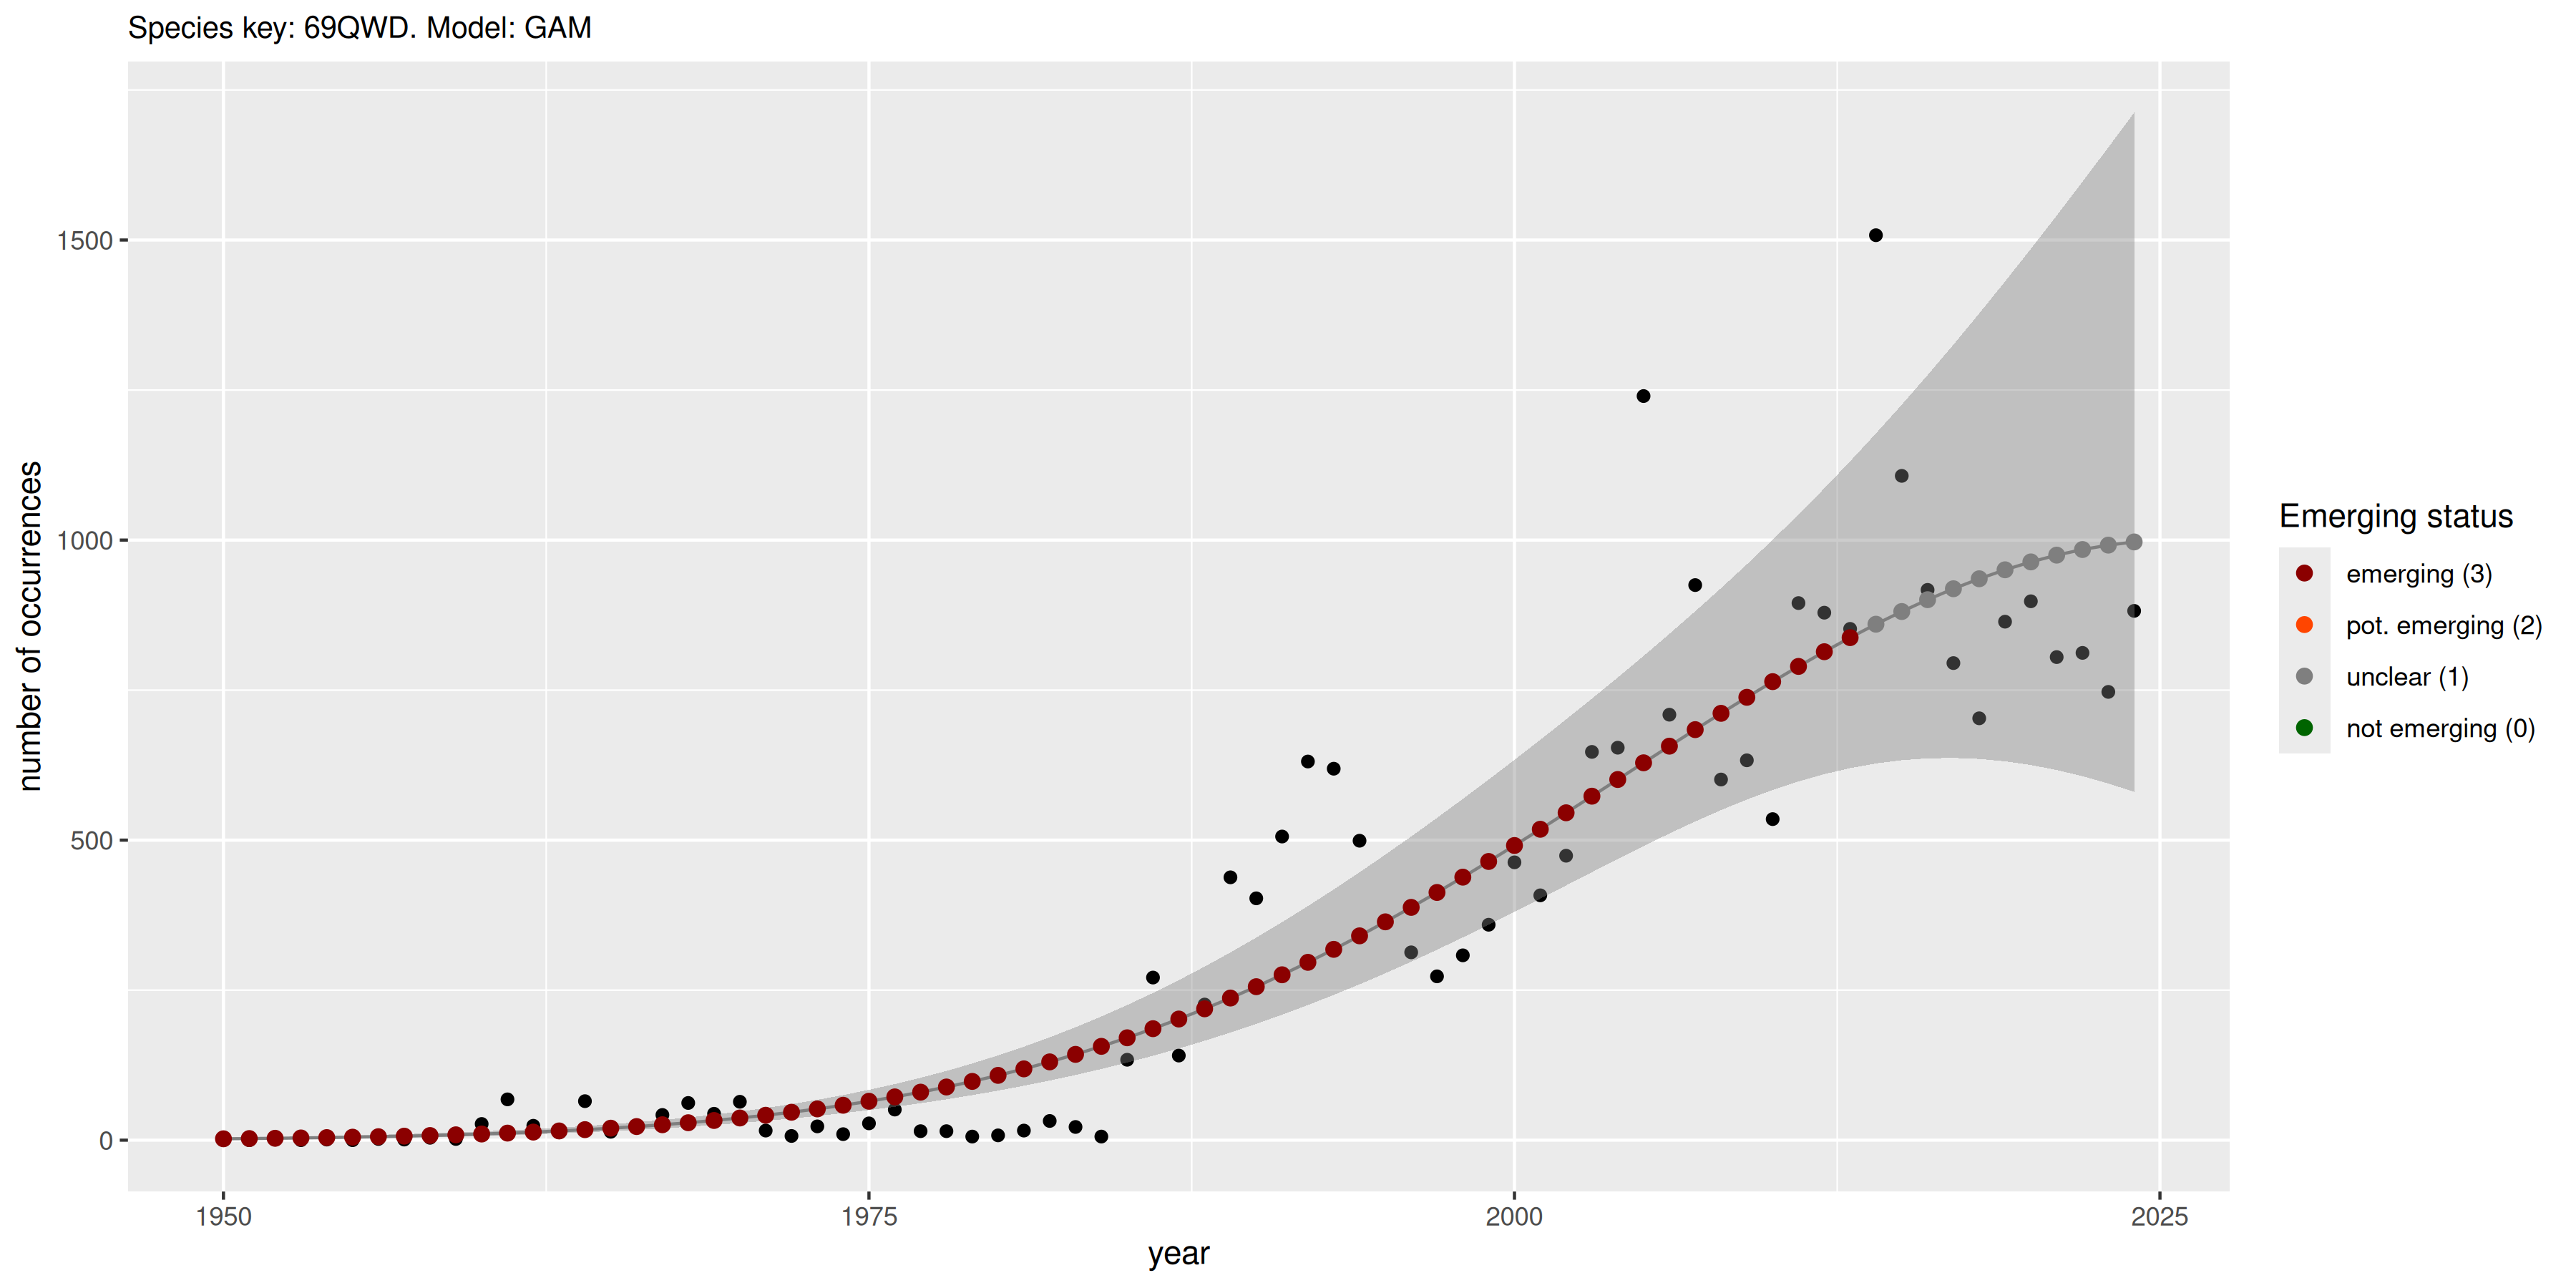 Species key: 69QWD. Model: GAM
number of occurrences
1500
1000
500
0
1950
1975
2000
2025
year
Emerging status
emerging (3)
pot. emerging (2)
unclear (1)
not emerging (0)